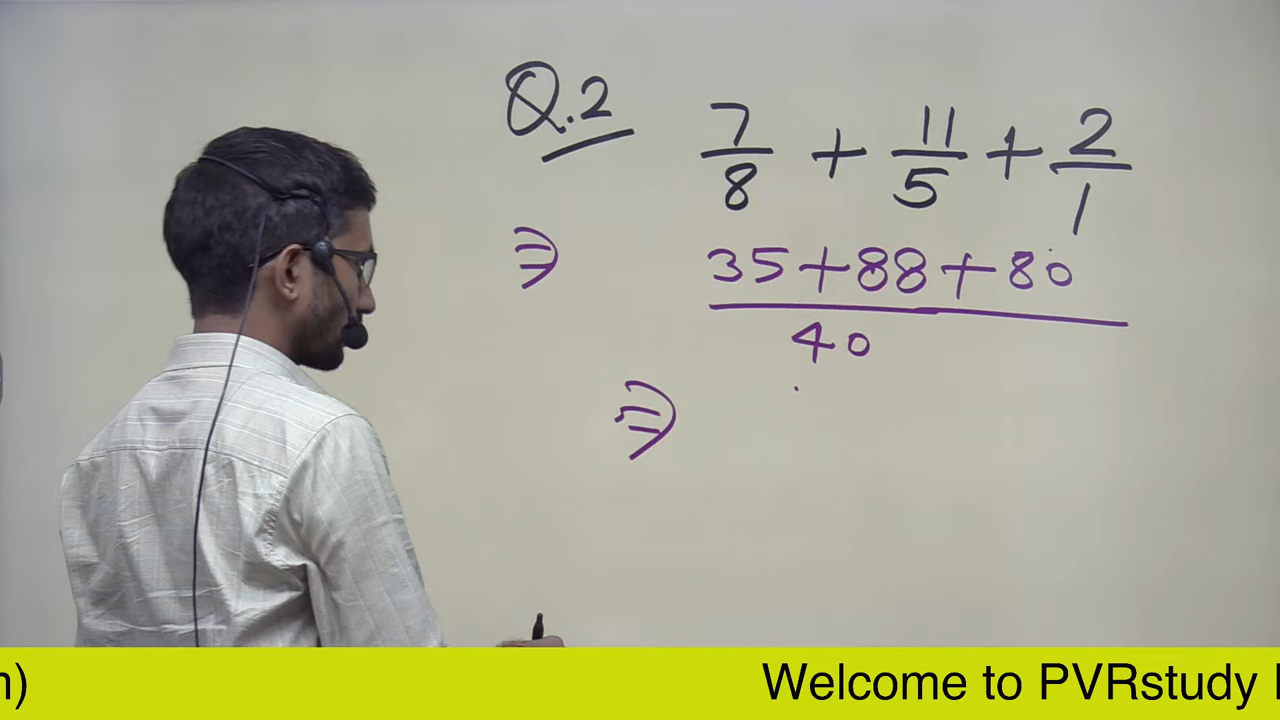 Q.2 7/8 + 11/5 + 2/1
⇒ 35+88+80
40
⇒
n) Welcome to PVRstudy